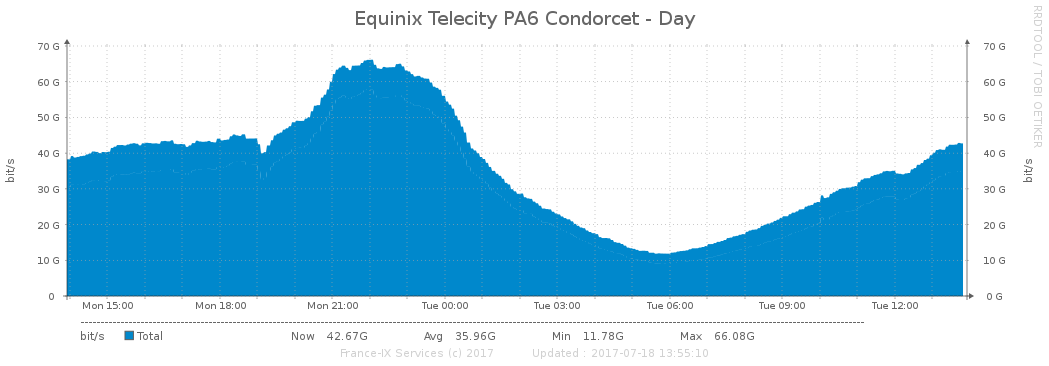 Equinix Telecity PA6 Condorcet - Day
RRDTOOL / TOBI OETIKER
70 G 70 G
60 G 60 G
50 G 50 G
40 G 40 G
30 G 30 G
20 G 20 G
10 G 10 G
0 0 G
bit/s bit/s
Mon 15:00 Mon 18:00 Mon 21:00 Tue 00:00 Tue 03:00 Tue 06:00 Tue 09:00 Tue 12:00
bit/s Total Now 42.67G Avg 35.96G Min 11.78G Max 66.08G
France-IX Services (c) 2017 Updated : 2017-07-18 13:55:10